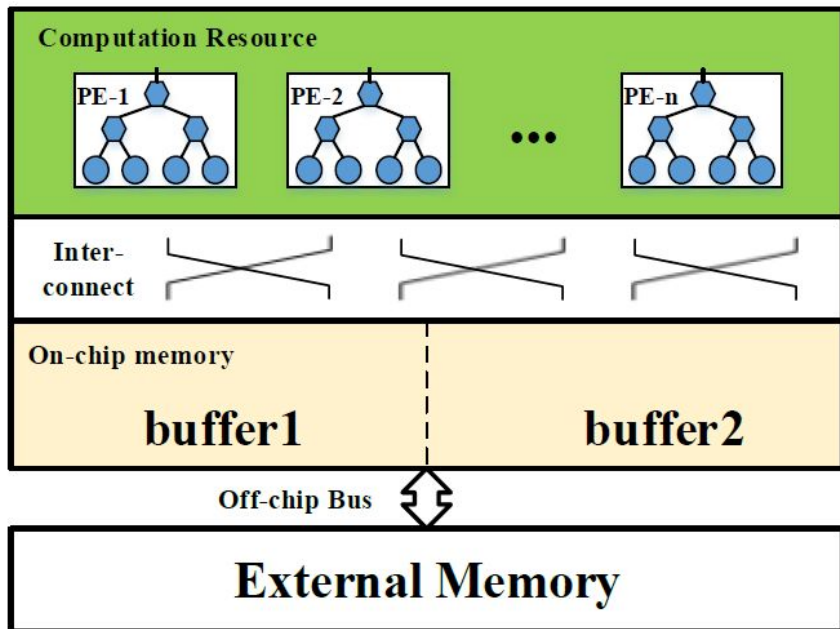 Computation Resource
PE-1
PE-2
PE-n
Inter-
connect
On-chip memory
buffer1
buffer2
Off-chip Bus
External Memory